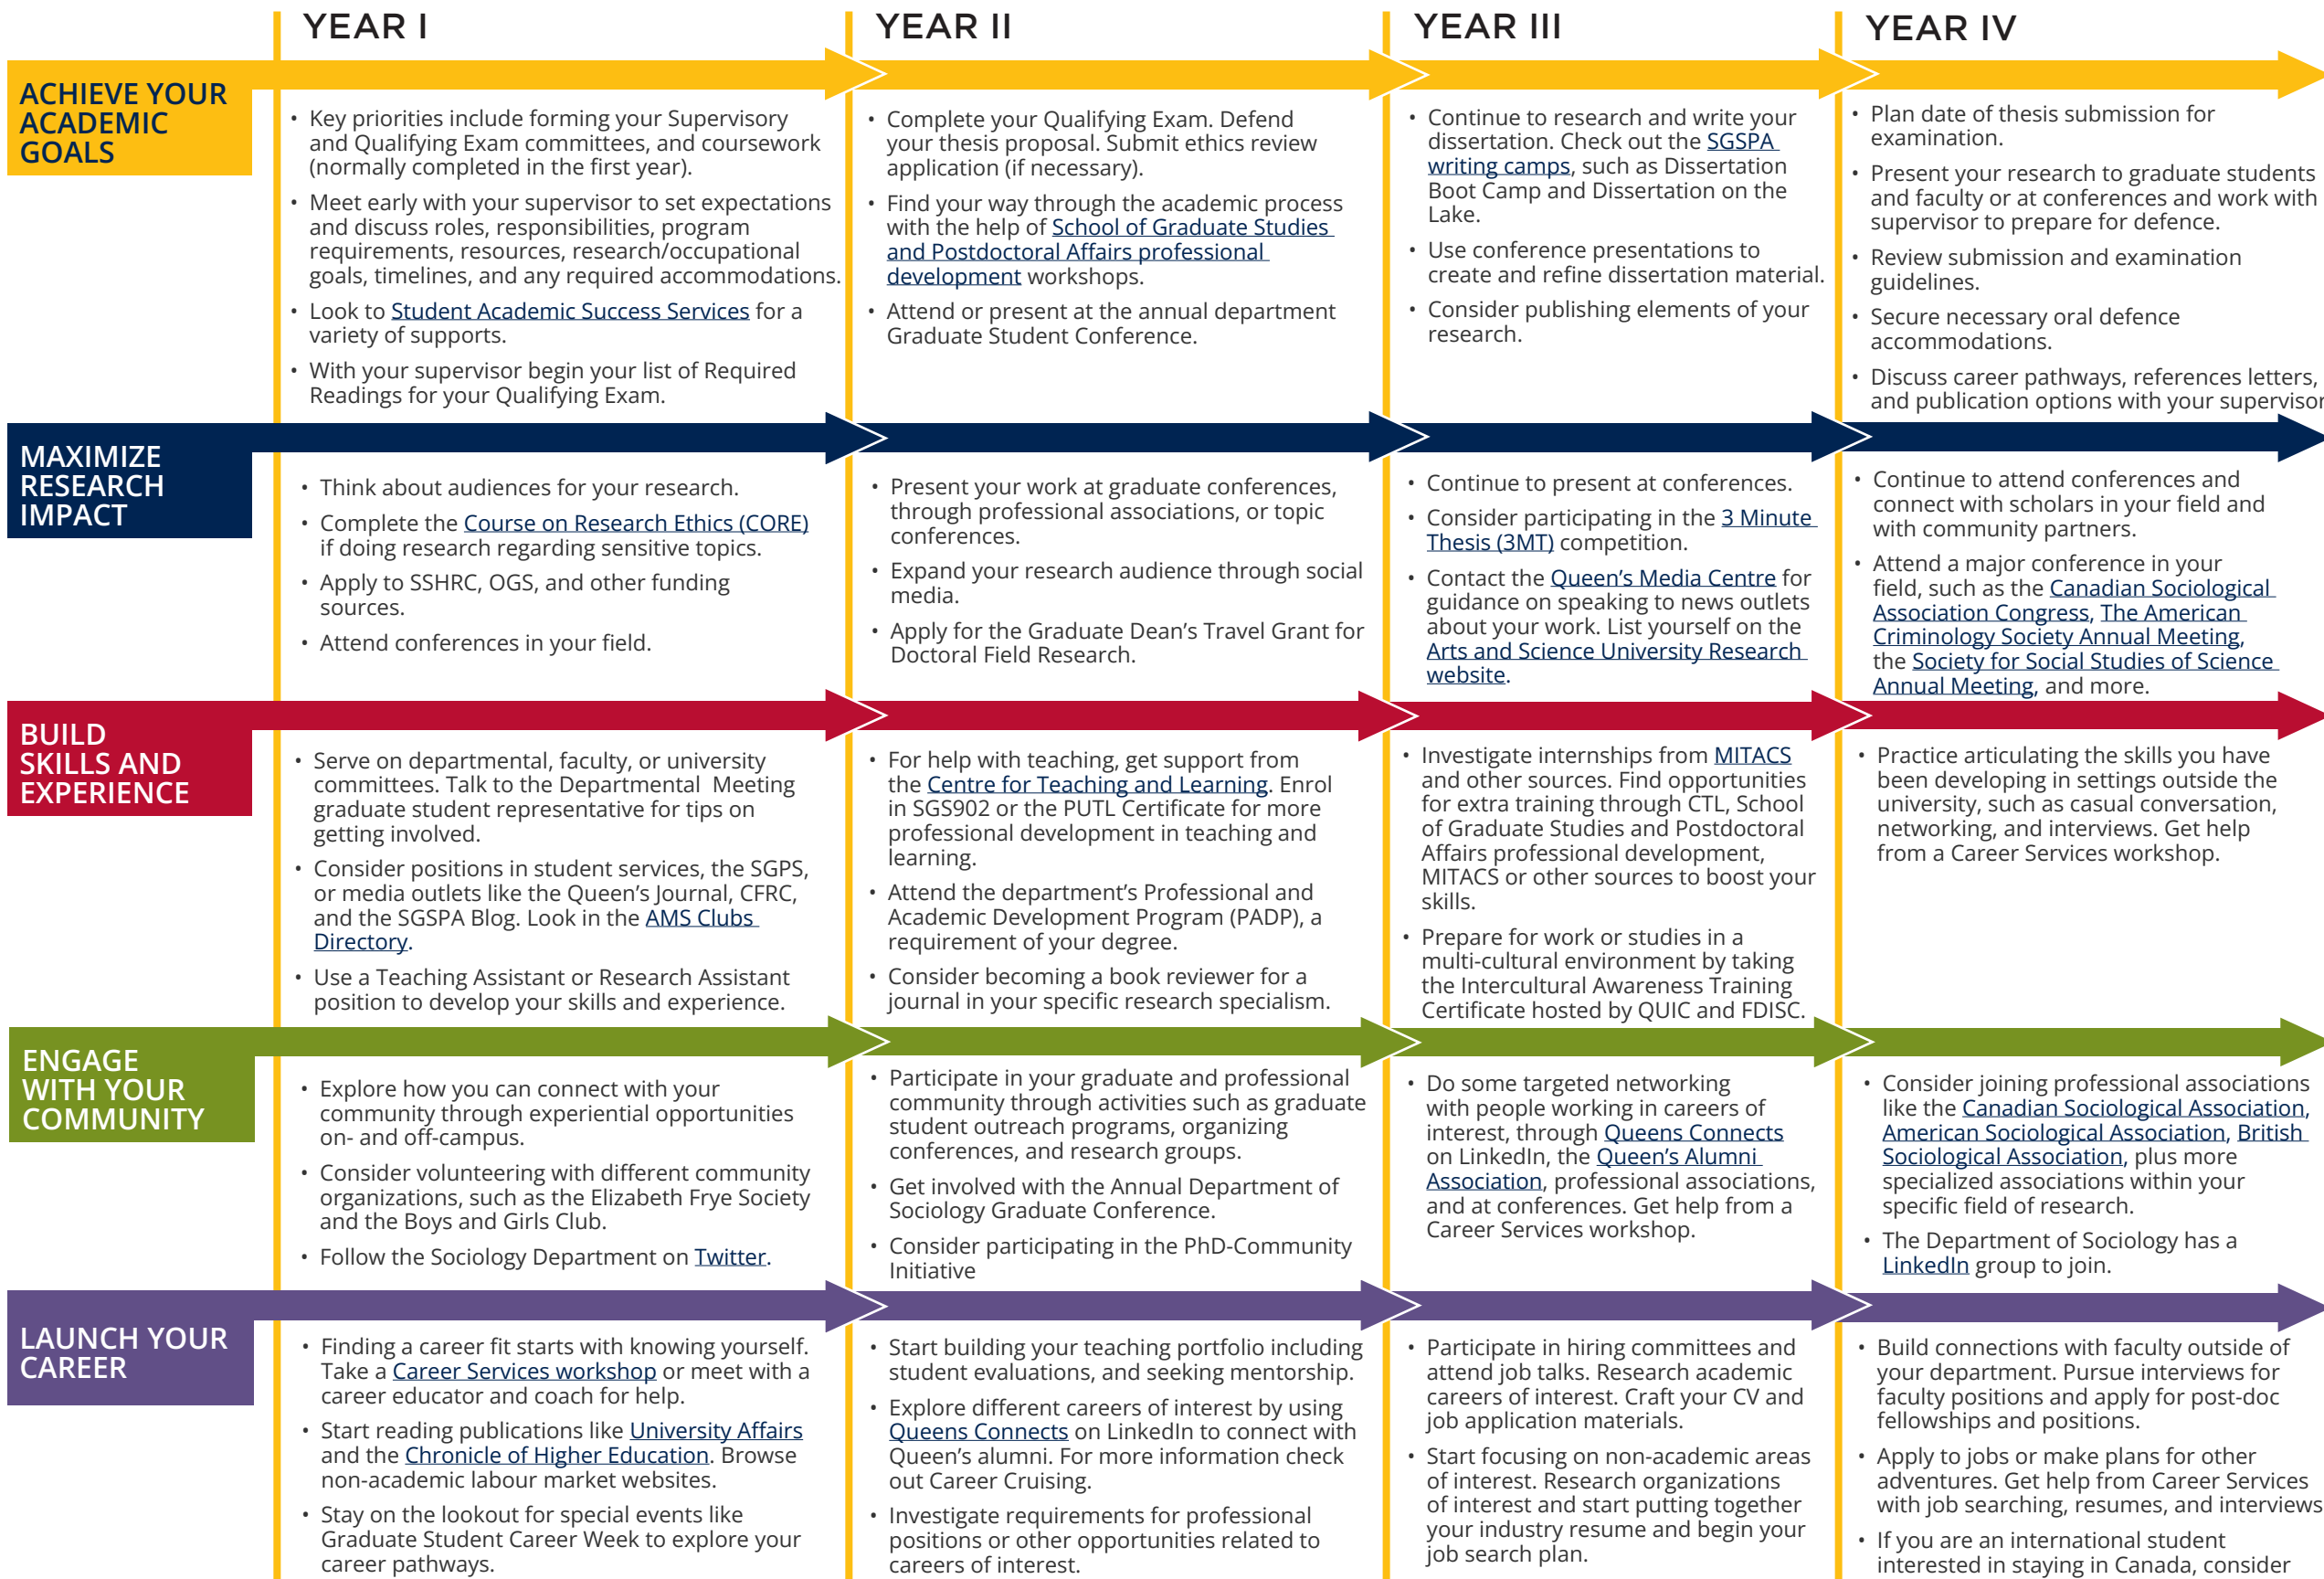 YEAR I
YEAR II
YEAR III
YEAR IV
ACHIEVE YOUR
ACADEMIC
GOALS
• Key priorities include forming your Supervisory
and Qualifying Exam committees, and coursework
(normally completed in the first year).
• Meet early with your supervisor to set expectations
and discuss roles, responsibilities, program
requirements, resources, research/occupational
goals, timelines, and any required accommodations.
• Look to Student Academic Success Services for a
variety of supports.
• With your supervisor begin your list of Required
Readings for your Qualifying Exam.
• Complete your Qualifying Exam. Defend
your thesis proposal. Submit ethics review
application (if necessary).
• Find your way through the academic process
with the help of School of Graduate Studies
and Postdoctoral Affairs professional
development workshops.
• Attend or present at the annual department
Graduate Student Conference.
• Continue to research and write your
dissertation. Check out the SGSPA
writing camps, such as Dissertation
Boot Camp and Dissertation on the
Lake.
• Use conference presentations to
create and refine dissertation material.
• Consider publishing elements of your
research.
• Plan date of thesis submission for
examination.
• Present your research to graduate students
and faculty or at conferences and work with
supervisor to prepare for defence.
• Review submission and examination
guidelines.
• Secure necessary oral defence
accommodations.
• Discuss career pathways, references letters,
and publication options with your supervisor
MAXIMIZE
RESEARCH
IMPACT
• Think about audiences for your research.
• Complete the Course on Research Ethics (CORE)
if doing research regarding sensitive topics.
• Apply to SSHRC, OGS, and other funding
sources.
• Attend conferences in your field.
• Present your work at graduate conferences,
through professional associations, or topic
conferences.
• Expand your research audience through social
media.
• Apply for the Graduate Dean's Travel Grant for
Doctoral Field Research.
• Continue to present at conferences.
• Consider participating in the 3 Minute
Thesis (3MT) competition.
• Contact the Queen's Media Centre for
guidance on speaking to news outlets
about your work. List yourself on the
Arts and Science University Research
website.
• Continue to attend conferences and
connect with scholars in your field and
with community partners.
• Attend a major conference in your
field, such as the Canadian Sociological
Association Congress, The American
Criminology Society Annual Meeting,
the Society for Social Studies of Science
Annual Meeting, and more.
BUILD
SKILLS AND
EXPERIENCE
• Serve on departmental, faculty, or university
committees. Talk to the Departmental Meeting
graduate student representative for tips on
getting involved.
• Consider positions in student services, the SGPS,
or media outlets like the Queen's Journal, CFRC,
and the SGSPA Blog. Look in the AMS Clubs
Directory.
• Use a Teaching Assistant or Research Assistant
position to develop your skills and experience.
• For help with teaching, get support from
the Centre for Teaching and Learning. Enrol
in SGS902 or the PUTL Certificate for more
professional development in teaching and
learning.
• Attend the department's Professional and
Academic Development Program (PADP), a
requirement of your degree.
• Consider becoming a book reviewer for a
journal in your specific research specialism.
• Investigate internships from MITACS
and other sources. Find opportunities
for extra training through CTL, School
of Graduate Studies and Postdoctoral
Affairs professional development,
MITACS or other sources to boost your
skills.
• Prepare for work or studies in a
multi-cultural environment by taking
the Intercultural Awareness Training
Certificate hosted by QUIC and FDISC.
• Practice articulating the skills you have
been developing in settings outside the
university, such as casual conversation,
networking, and interviews. Get help
from a Career Services workshop.
ENGAGE
WITH YOUR
COMMUNITY
• Explore how you can connect with your
community through experiential opportunities
on- and off-campus.
• Consider volunteering with different community
organizations, such as the Elizabeth Frye Society
and the Boys and Girls Club.
• Follow the Sociology Department on Twitter.
• Participate in your graduate and professional
community through activities such as graduate
student outreach programs, organizing
conferences, and research groups.
• Get involved with the Annual Department of
Sociology Graduate Conference.
• Consider participating in the PhD-Community
Initiative
• Do some targeted networking
with people working in careers of
interest, through Queens Connects
on LinkedIn, the Queen's Alumni
Association, professional associations,
and at conferences. Get help from a
Career Services workshop.
• Consider joining professional associations
like the Canadian Sociological Association,
American Sociological Association, British
Sociological Association, plus more
specialized associations within your
specific field of research.
• The Department of Sociology has a
LinkedIn group to join.
LAUNCH YOUR
CAREER
• Finding a career fit starts with knowing yourself.
Take a Career Services workshop or meet with a
career educator and coach for help.
• Start reading publications like University Affairs
and the Chronicle of Higher Education. Browse
non-academic labour market websites.
• Stay on the lookout for special events like
Graduate Student Career Week to explore your
career pathways.
• Start building your teaching portfolio including
student evaluations, and seeking mentorship.
• Explore different careers of interest by using
Queens Connects on LinkedIn to connect with
Queen's alumni. For more information check
out Career Cruising.
• Investigate requirements for professional
positions or other opportunities related to
careers of interest.
• Participate in hiring committees and
attend job talks. Research academic
careers of interest. Craft your CV and
job application materials.
• Start focusing on non-academic areas
of interest. Research organizations
of interest and start putting together
your industry resume and begin your
job search plan.
• Build connections with faculty outside of
your department. Pursue interviews for
faculty positions and apply for post-doc
fellowships and positions.
• Apply to jobs or make plans for other
adventures. Get help from Career Services
with job searching, resumes, and interviews
• If you are an international student
interested in staying in Canada, consider